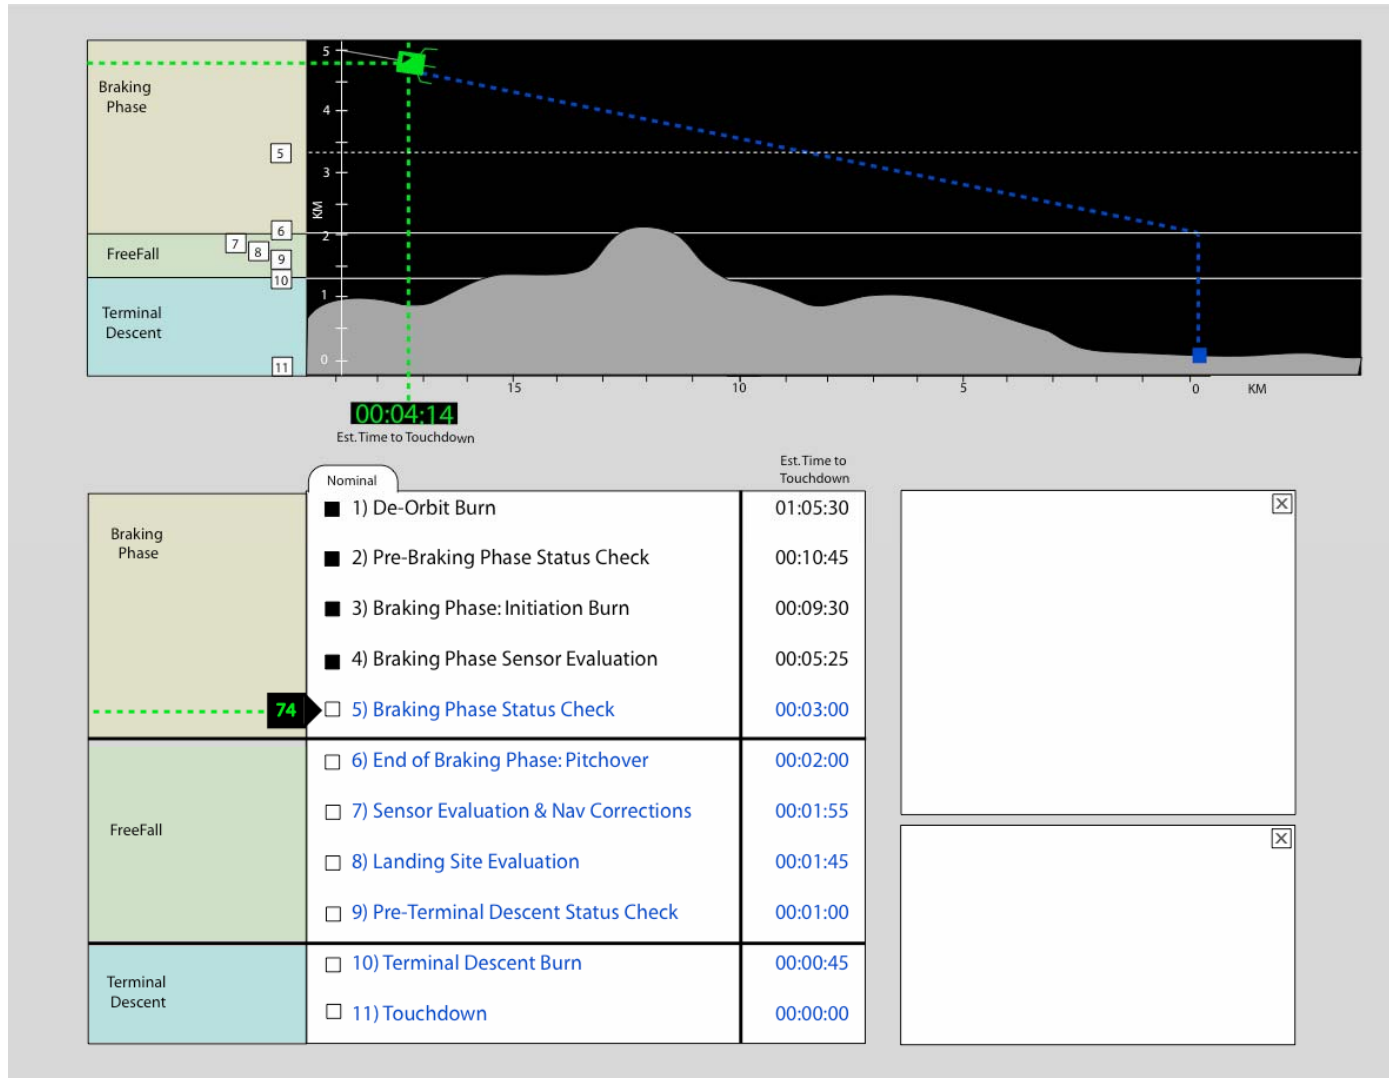 Braking
Phase
FreeFall
Terminal
Descent
5
6
7
8
9
10
11
5
4
3
KM
2
1
0
15
10
5
0
KM
00:04:14
Est. Time to Touchdown
Est. Time to
Touchdown
Nominal
Braking
Phase
1) De-Orbit Burn 01:05:30
2) Pre-Braking Phase Status Check 00:10:45
3) Braking Phase: Initiation Burn 00:09:30
4) Braking Phase Sensor Evaluation 00:05:25
74 5) Braking Phase Status Check 00:03:00
FreeFall
6) End of Braking Phase: Pitchover 00:02:00
7) Sensor Evaluation & Nav Corrections 00:01:55
8) Landing Site Evaluation 00:01:45
9) Pre-Terminal Descent Status Check 00:01:00
Terminal
Descent
10) Terminal Descent Burn 00:00:45
11) Touchdown 00:00:00